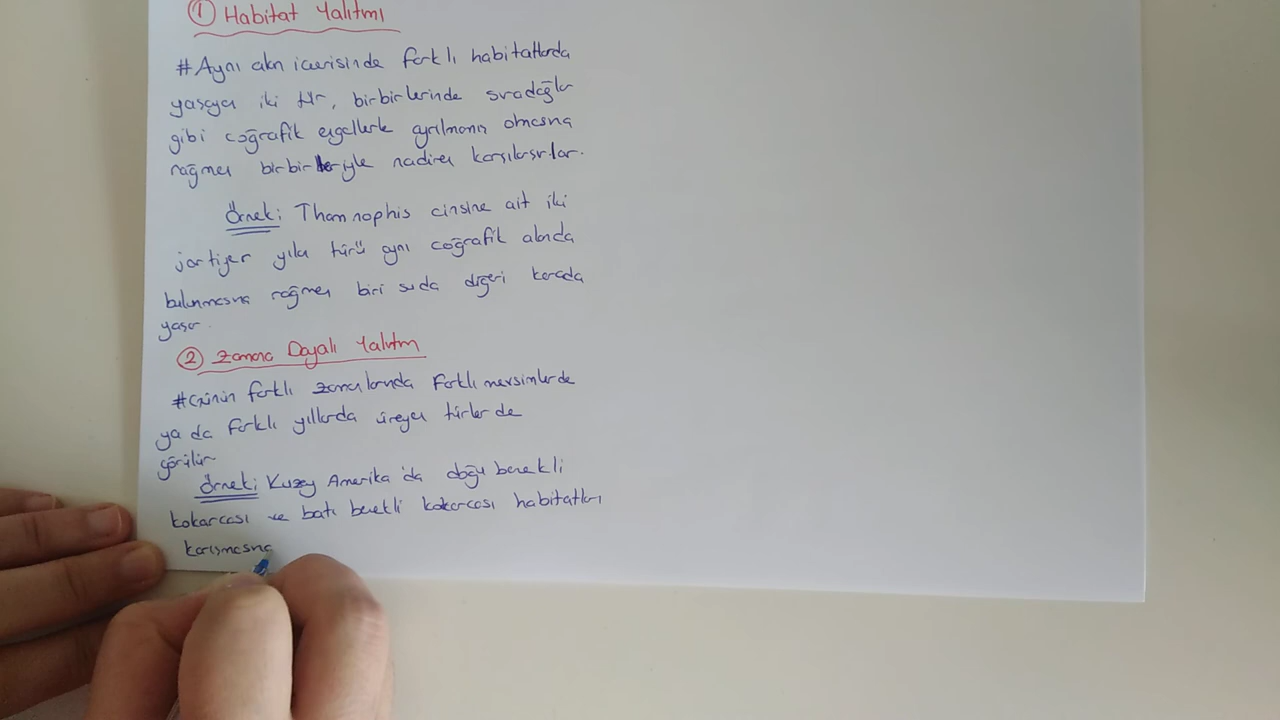 ① Habitat Yalıtımı
#Aynı alan içerisinde farklı habitatlarda
yaşayan iki tür, birbirlerinde sıradağlar
gibi coğrafik engellerle ayrılmamış olmasına
rağmen birbirleriyle nadiren karşılaşırlar.
Örnek: Thamnophis cinsine ait iki
jartiyer yılan türü aynı coğrafik alanda
bulunmasına rağmen biri suda diğeri karada
yaşar.
② Zamana Dayalı Yalıtım
#Günün farklı zamanlarında farklı mevsimlerde
ya da farklı yıllarda üreyen türlerde
görülür
Örnek: Kuzey Amerika'da doğu benekli
kokarcası ve batı benekli kokarcası habitatları
karışmasına